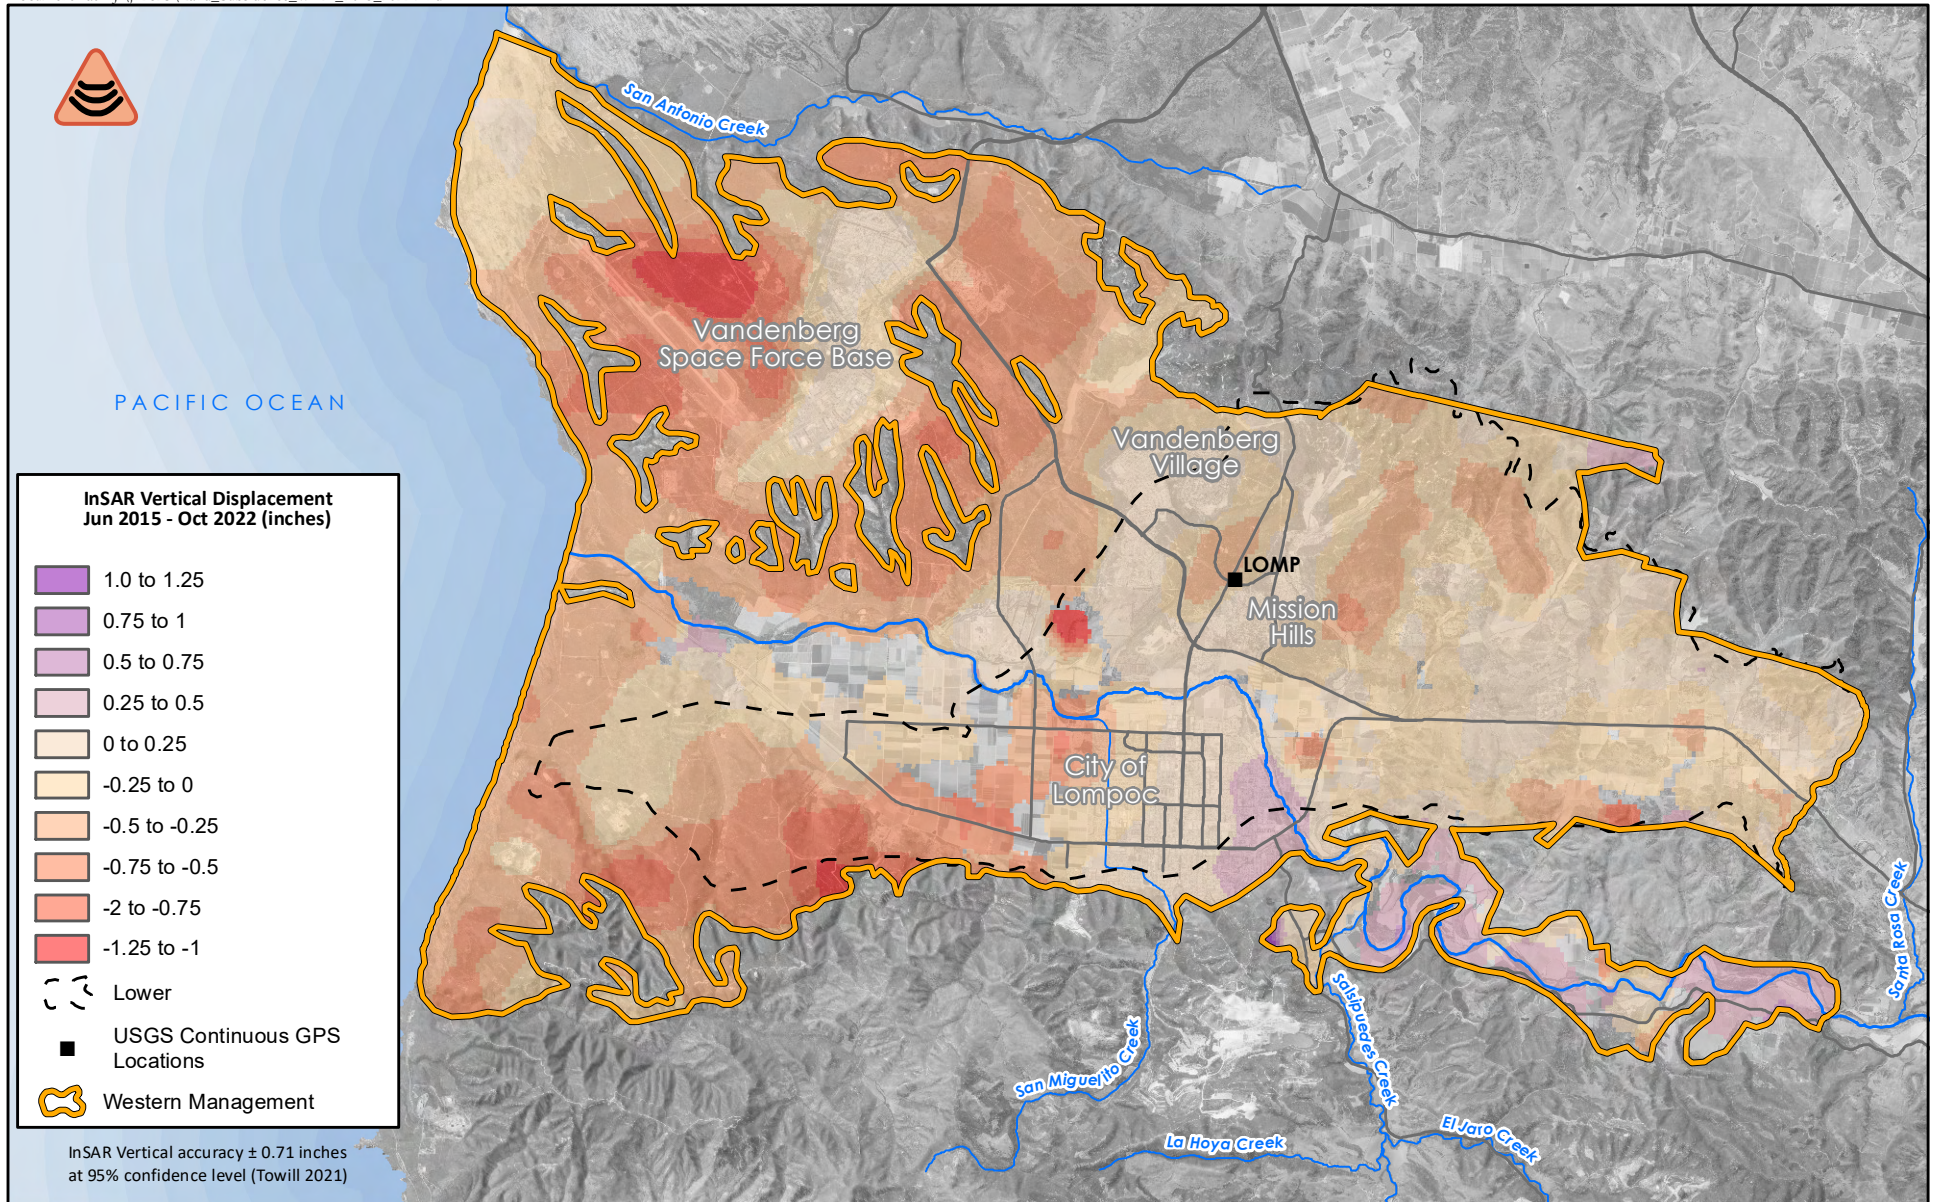 San Antonio Creek
Vandenberg
Space Force Base
PACIFIC OCEAN
Vandenberg
Village
LOMP
Mission
Hills
City of
Lompoc
InSAR Vertical Displacement
Jun 2015 - Oct 2022 (inches)
1.0 to 1.25
0.75 to 1
0.5 to 0.75
0.25 to 0.5
0 to 0.25
-0.25 to 0
-0.5 to -0.25
-0.75 to -0.5
-2 to -0.75
-1.25 to -1
Lower
USGS Continuous GPS
Locations
Western Management
InSAR Vertical accuracy ± 0.71 inches
at 95% confidence level (Towill 2021)
Santa Rosa Creek
Salsipuedes Creek
San Miguelito Creek
La Hoya Creek
El Jaro Creek